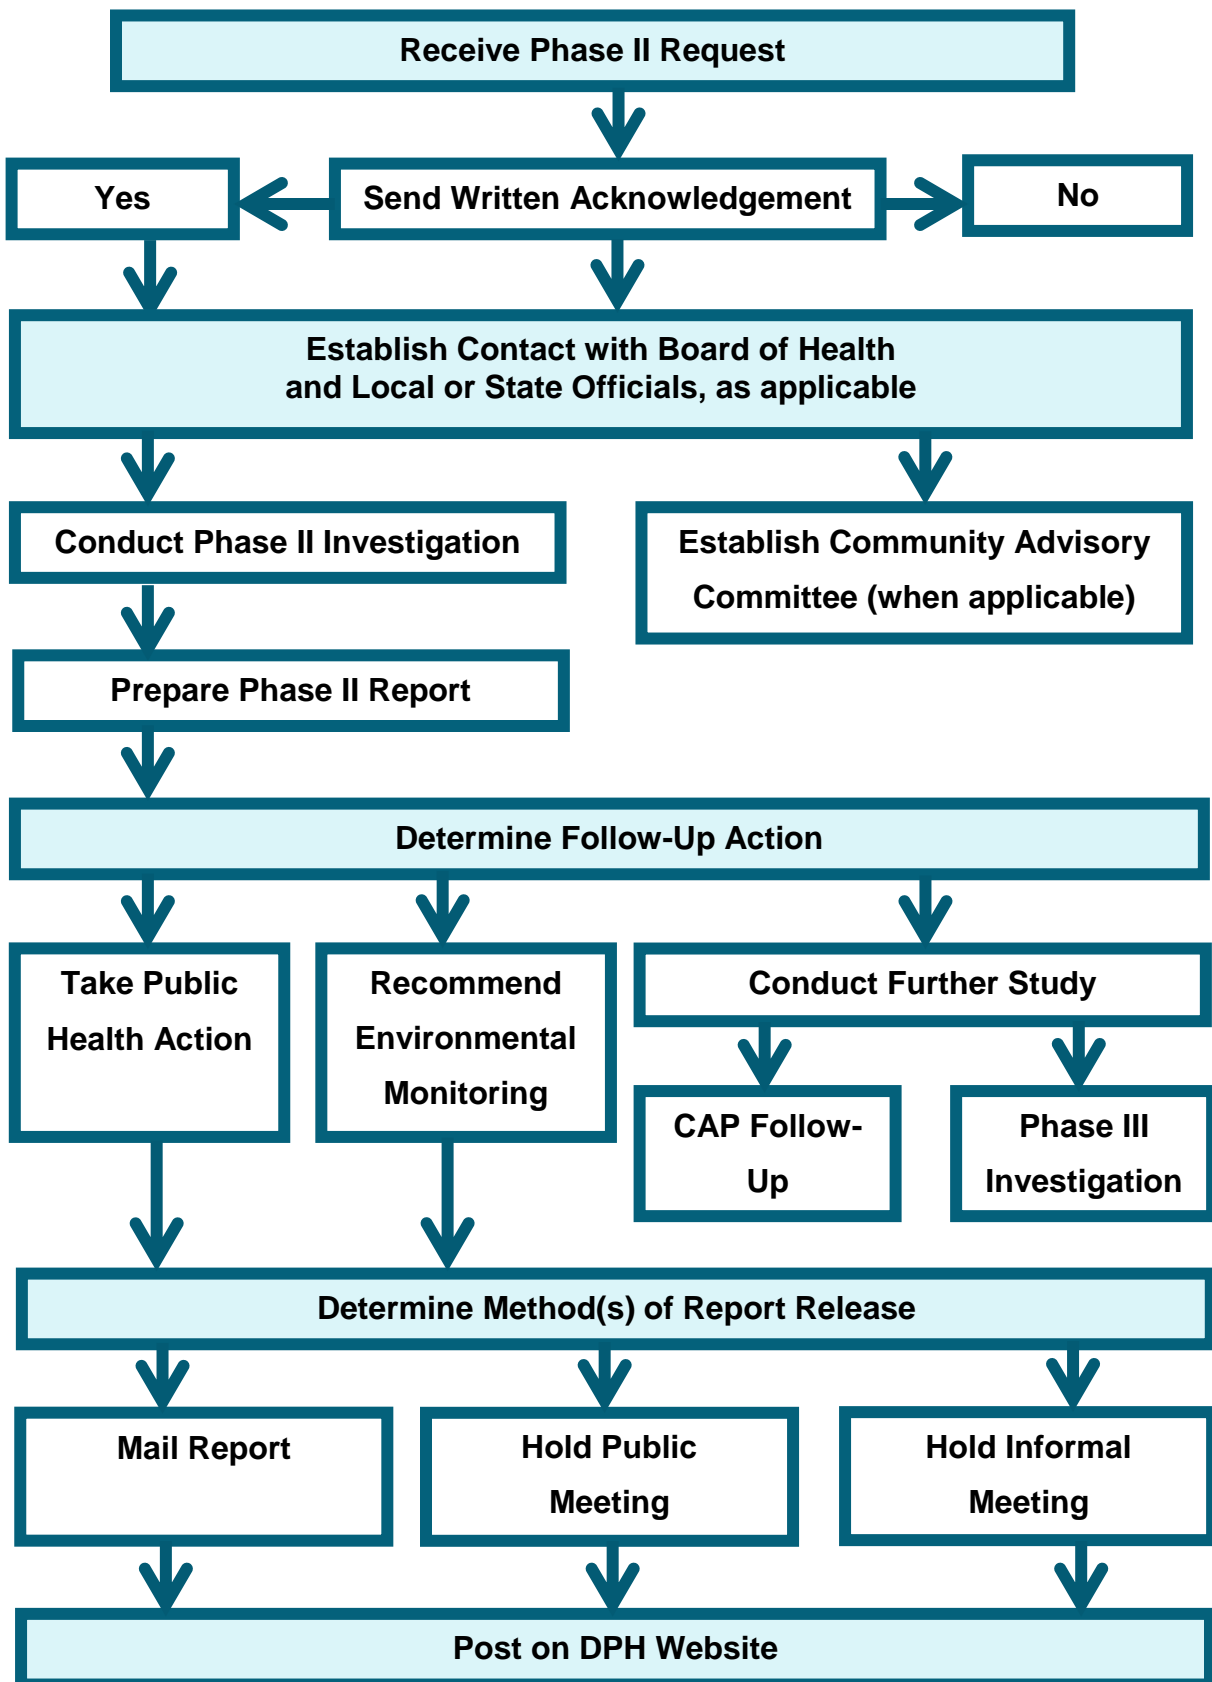 Receive Phase II Request
Yes
Send Written Acknowledgement
No
Establish Contact with Board of Health
and Local or State Officials, as applicable
Conduct Phase II Investigation
Establish Community Advisory
Committee (when applicable)
Prepare Phase II Report
Determine Follow-Up Action
Take Public
Health Action
Recommend
Environmental
Monitoring
Conduct Further Study
CAP Follow-
Up
Phase III
Investigation
Determine Method(s) of Report Release
Mail Report
Hold Public
Meeting
Hold Informal
Meeting
Post on DPH Website